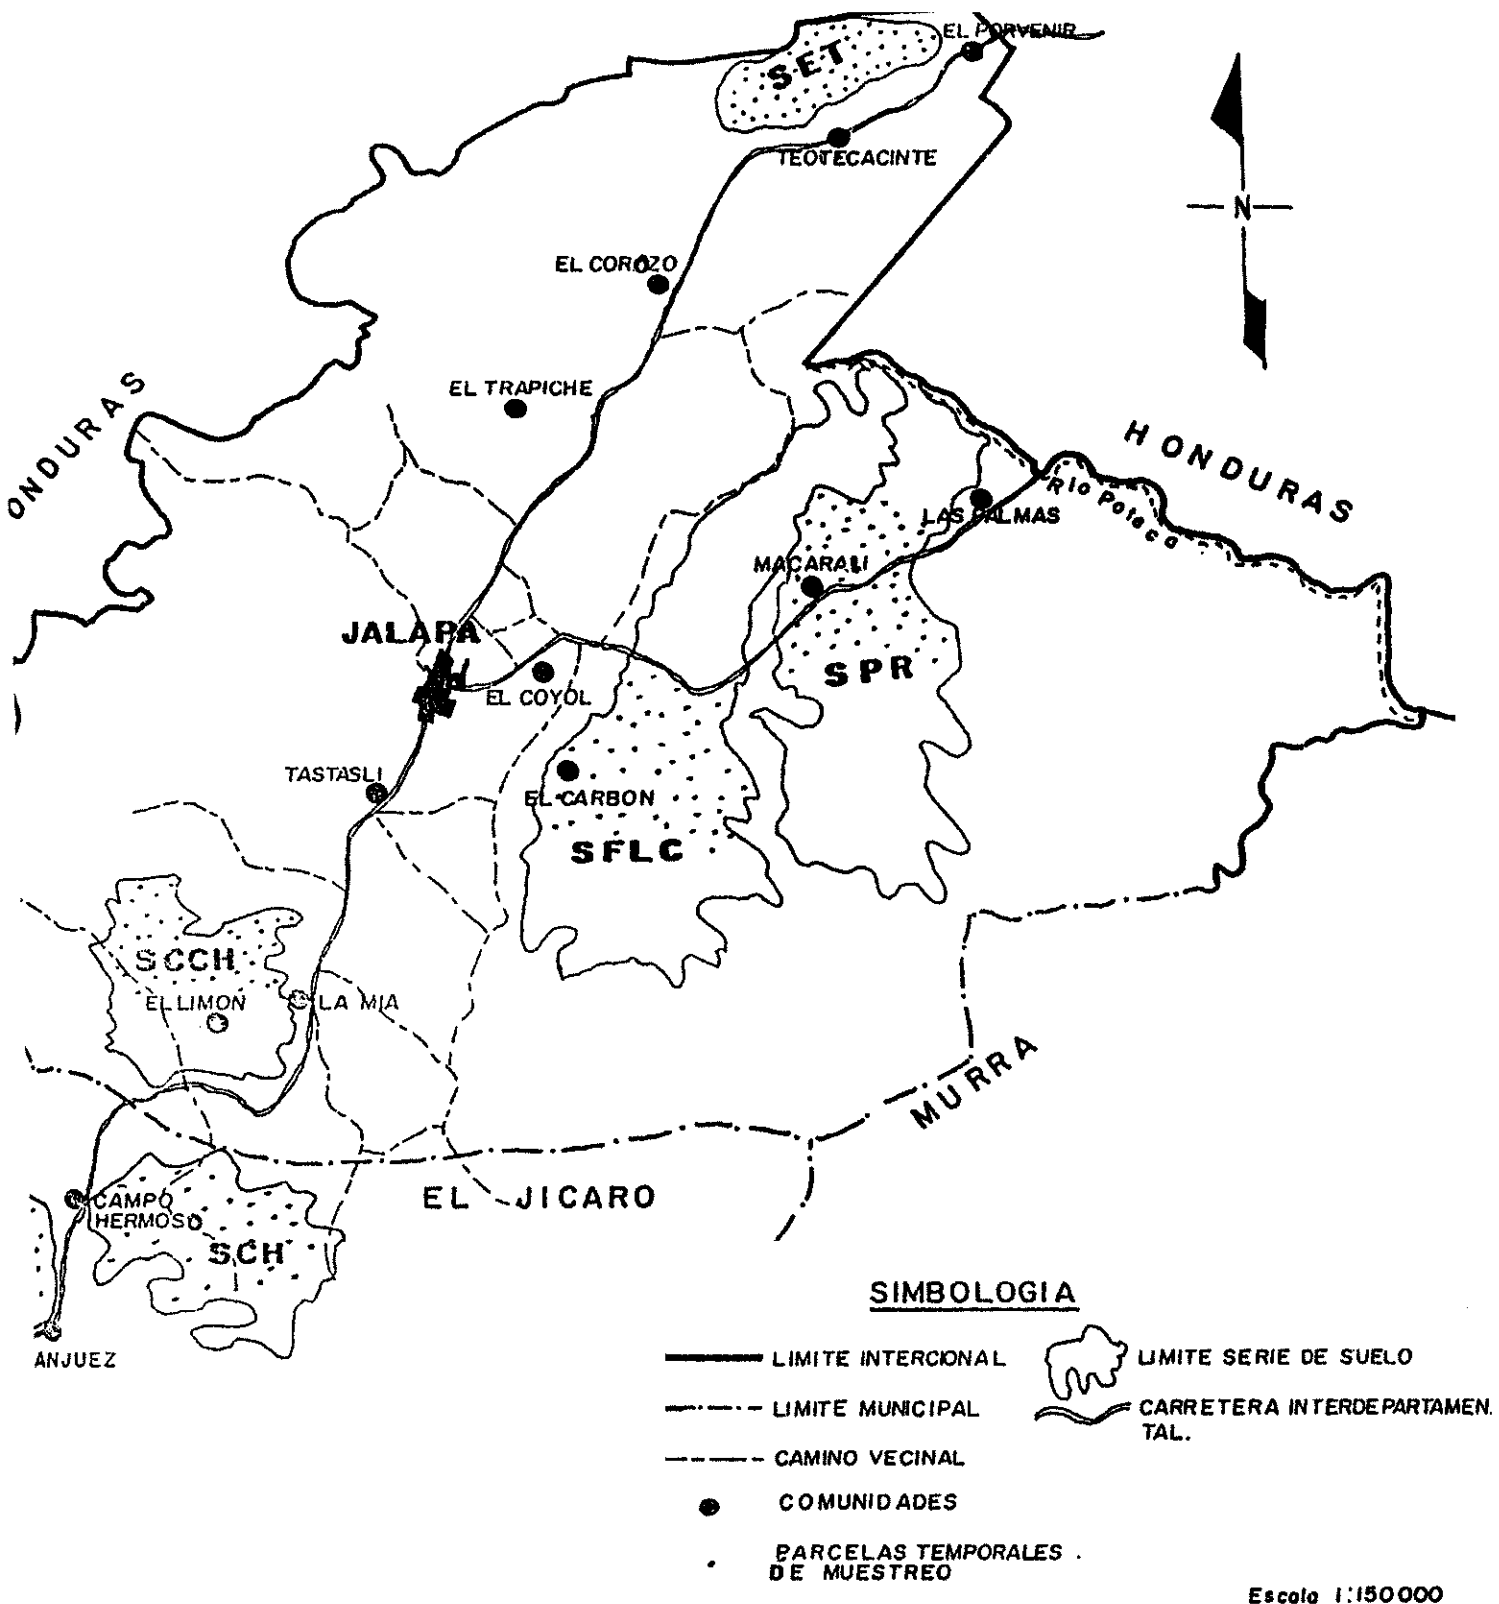 EL PORVENIR
SET
TEOTECACINTE
N
EL COROZO
EL TRAPICHE
ONDURAS
HONDURAS
Rio Poteca
LAS PALMAS
MACARALI
JALAPA
SPR
EL COYOL
TASTASLI
EL CARBON
SFLC
SCCH
EL LIMON
LA MIA
MURRA
EL JICARO
CAMPO
HERMOSO
SCH
ANJUEZ
SIMBOLOGIA
LIMITE INTERCIONAL
LIMITE SERIE DE SUELO
LIMITE MUNICIPAL
CARRETERA INTERDEPARTAMEN.
TAL.
CAMINO VECINAL
COMUNIDADES
PARCELAS TEMPORALES .
DE MUESTREO
Escala 1:150000